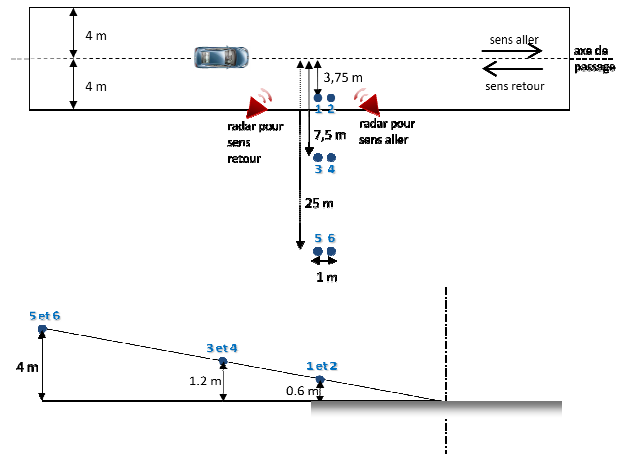 4 m
4 m
sens aller
sens retour
axe de
passage
3,75 m
1 2
radar pour
sens
retour
radar pour
sens aller
7,5 m
3 4
25 m
5 6
1 m
5 et 6
3 et 4
1 et 2
4 m
1.2 m
0.6 m